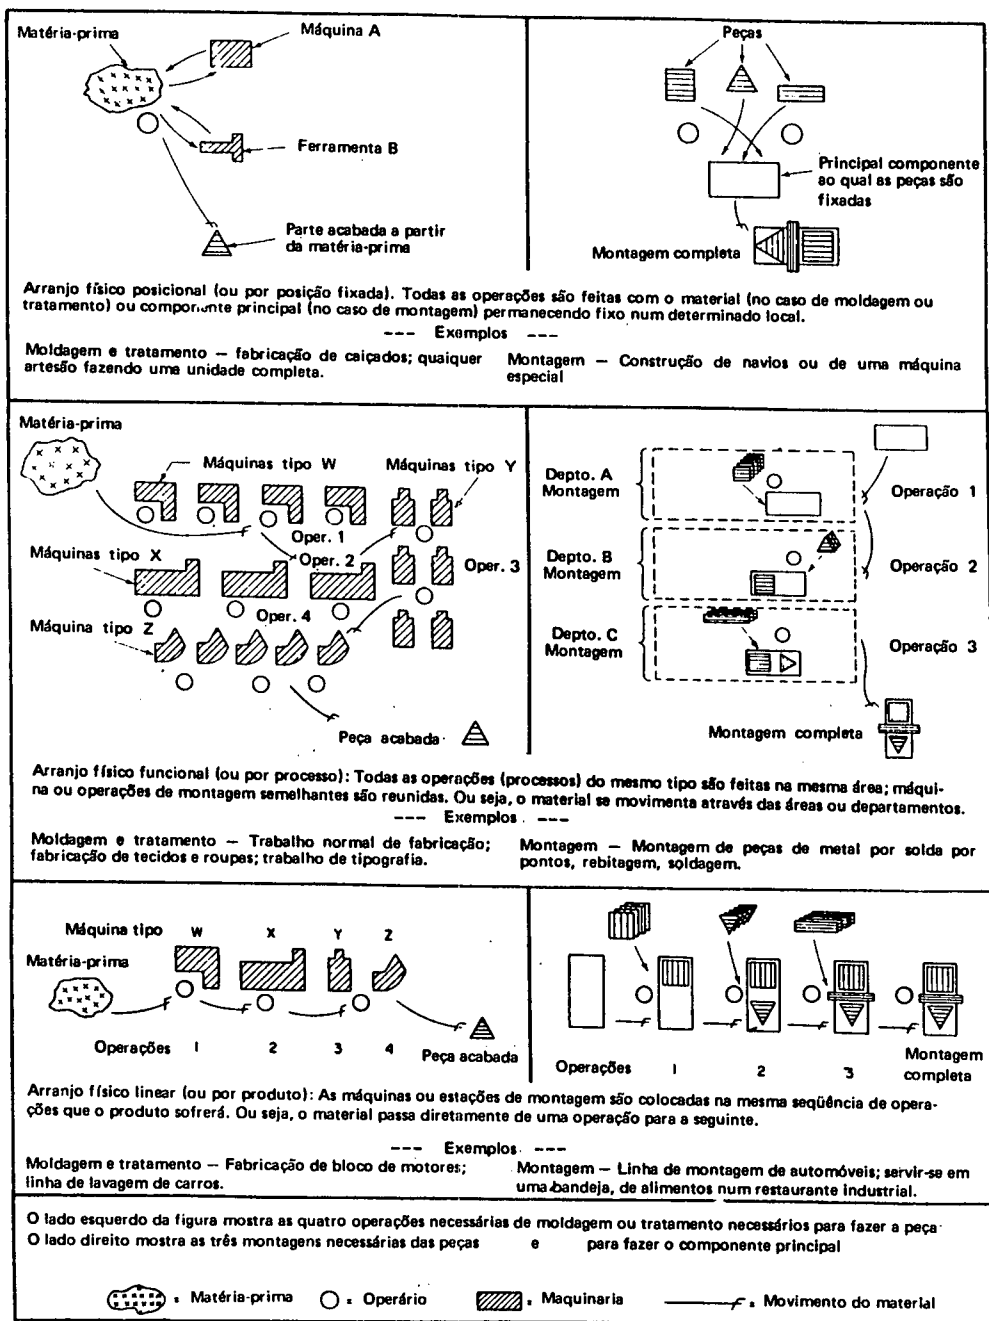 Matéria-prima
Máquina A
Ferramenta B
Parte acabada a partir
da matéria-prima
Peças
Principal componente
ao qual as peças são
fixadas
Montagem completa
Arranjo físico posicional (ou por posição fixada). Todas as operações são feitas com o material (no caso de moldagem ou
tratamento) ou componente principal (no caso de montagem) permanecendo fixo num determinado local.
--- Exemplos ---
Moldagem e tratamento — fabricação de caiçados; quaiquer
artesão fazendo uma unidade completa.
Montagem — Construção de navios ou de uma máquina
especial
Matéria-prima
Máquinas tipo W
Máquinas tipo Y
Oper. 1
Máquinas tipo X
Oper. 2
Oper. 3
Oper. 4
Máquina tipo Z
Peça acabada
Depto. A
Montagem
Operação 1
Depto. B
Montagem
Operação 2
Depto. C
Montagem
Operação 3
Montagem completa
Arranjo físico funcional (ou por processo): Todas as operações (processos) do mesmo tipo são feitas na mesma área; máqui-
na ou operações de montagem semelhantes são reunidas. Ou seja, o material se movimenta através das áreas ou departamentos.
--- Exemplos ---
Moldagem e tratamento — Trabalho normal de fabricação;
fabricação de tecidos e roupas; trabalho de tipografia.
Montagem — Montagem de peças de metal por solda por
pontos, rebitagem, soldagem.
Máquina tipo W X Y Z
Matéria-prima
Operações 1 2 3 4
Peça acabada
Operações 1 2 3
Montagem
completa
Arranjo físico linear (ou por produto): As máquinas ou estações de montagem são colocadas na mesma seqüência de opera-
ções que o produto sofrerá. Ou seja, o material passa diretamente de uma operação para a seguinte.
--- Exemplos ---
Moldagem e tratamento — Fabricação de bloco de motores;
linha de lavagem de carros.
Montagem — Linha de montagem de automóveis; servir-se em
uma bandeja, de alimentos num restaurante industrial.
O lado esquerdo da figura mostra as quatro operações necessárias de moldagem ou tratamento necessários para fazer a peça
O lado direito mostra as três montagens necessárias das peças e para fazer o componente principal
= Matéria-prima
= Operário
= Maquinaria
= Movimento do material